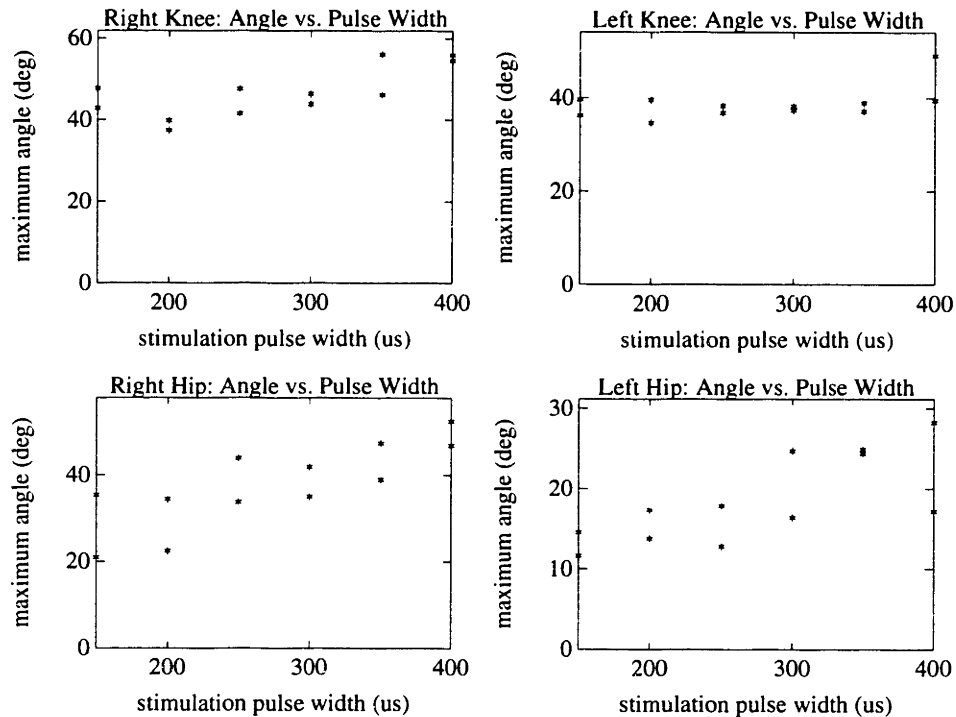 Right Knee: Angle vs. Pulse Width
maximum angle (deg)
60
40
20
0
200 300 400
stimulation pulse width (us)
Left Knee: Angle vs. Pulse Width
maximum angle (deg)
40
20
0
200 300 400
stimulation pulse width (us)
Right Hip: Angle vs. Pulse Width
maximum angle (deg)
40
20
0
200 300 400
stimulation pulse width (us)
Left Hip: Angle vs. Pulse Width
maximum angle (deg)
30
20
10
0
200 300 400
stimulation pulse width (us)